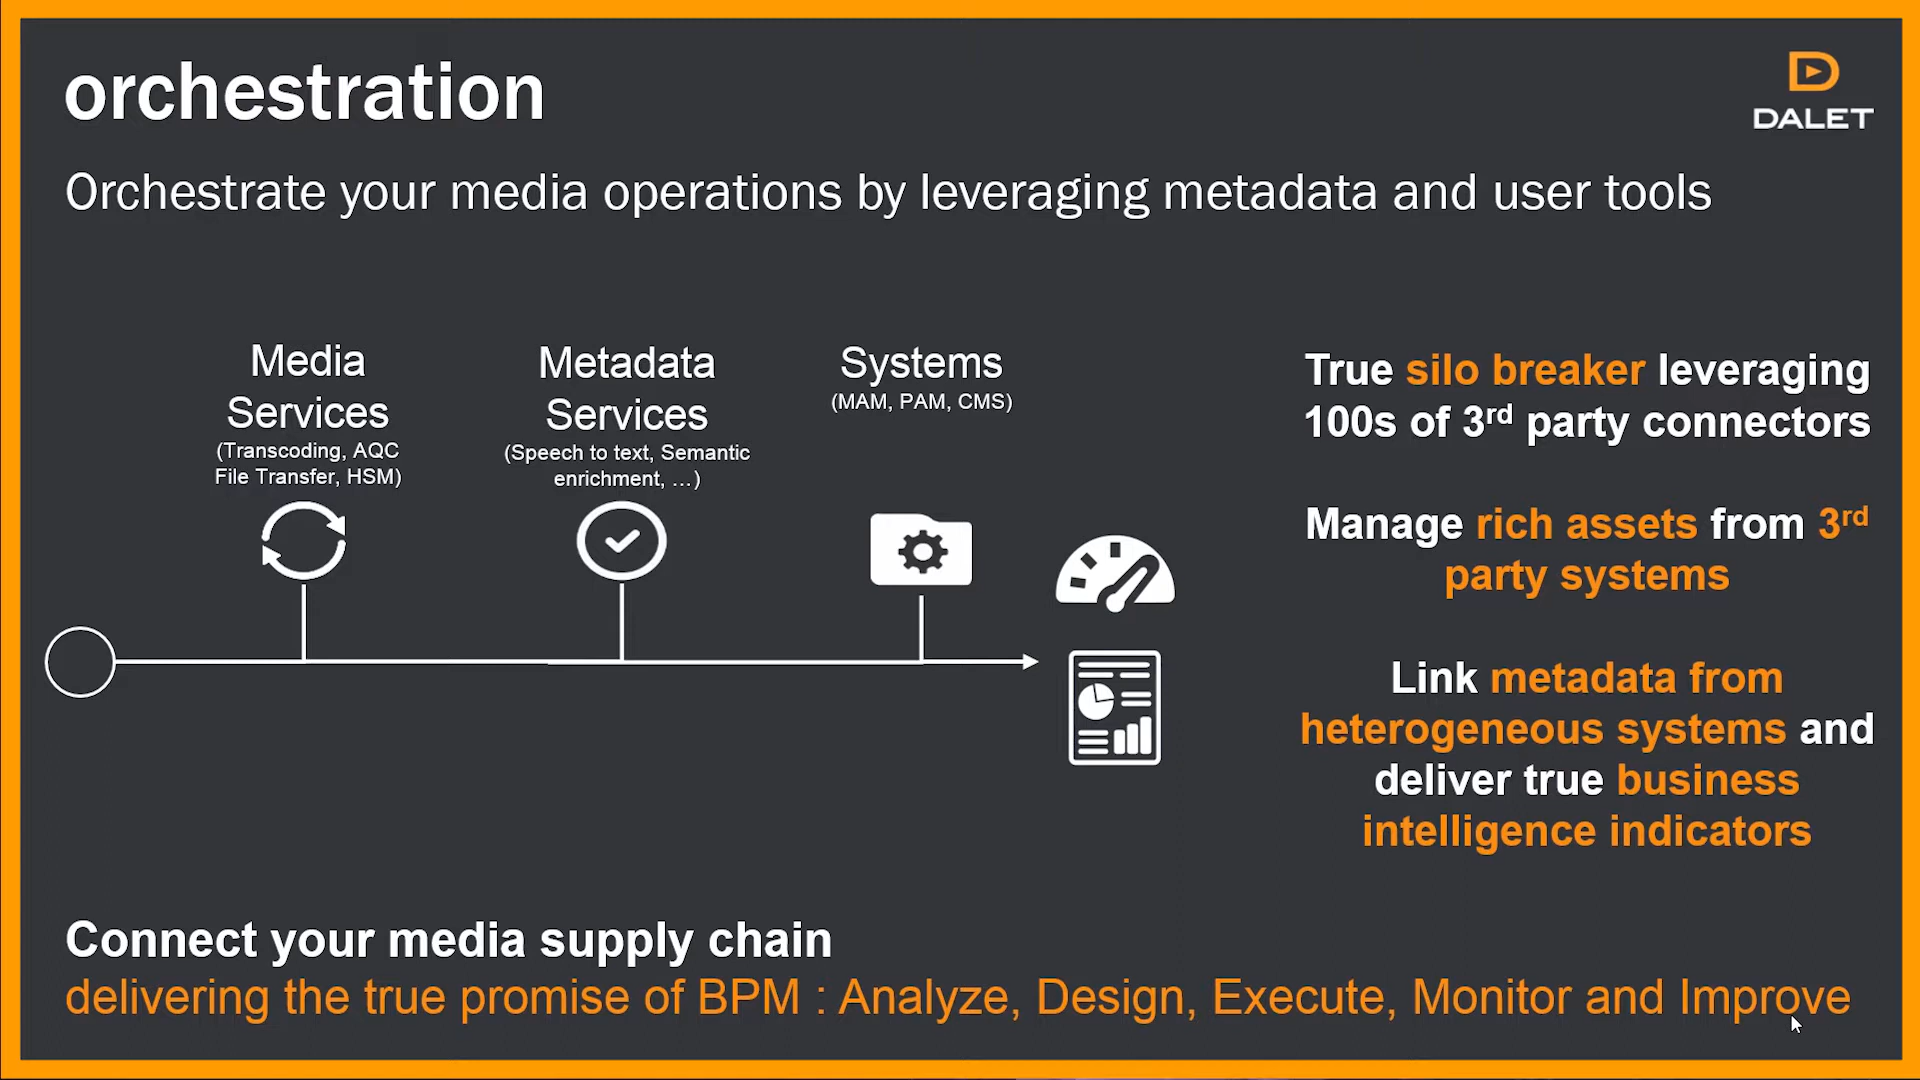 orchestration
DALET
Orchestrate your media operations by leveraging metadata and user tools
Media
Services
(Transcoding, AQC
File Transfer, HSM)
Metadata
Services
(Speech to text, Semantic
enrichment, …)
Systems
(MAM, PAM, CMS)
True silo breaker leveraging
100s of 3rd party connectors
Manage rich assets from 3rd
party systems
Link metadata from
heterogeneous systems and
deliver true business
intelligence indicators
Connect your media supply chain
delivering the true promise of BPM : Analyze, Design, Execute, Monitor and Improve